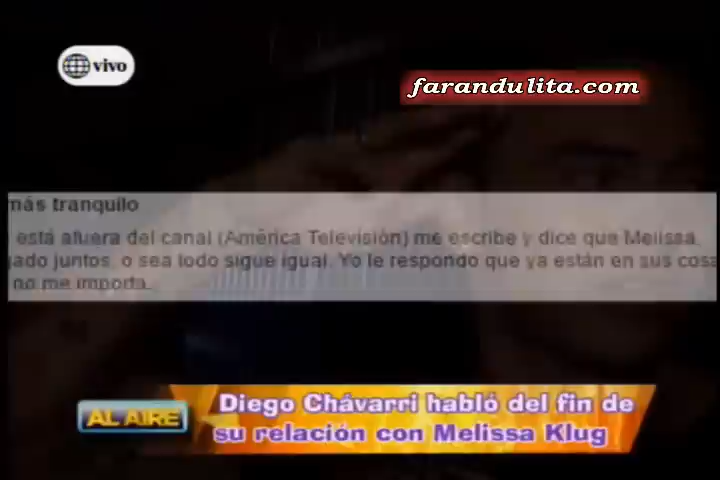 vivo
farandulita.com
más tranquilo
está afuera del canal (América Televisión) me escribe y dice que Melissa,
juntos, o sea todo sigue igual. Yo le respondo que ya están en sus
no me importa.
AL AIRE
Diego Chávarri habló del fin de
su relación con Melissa Klug